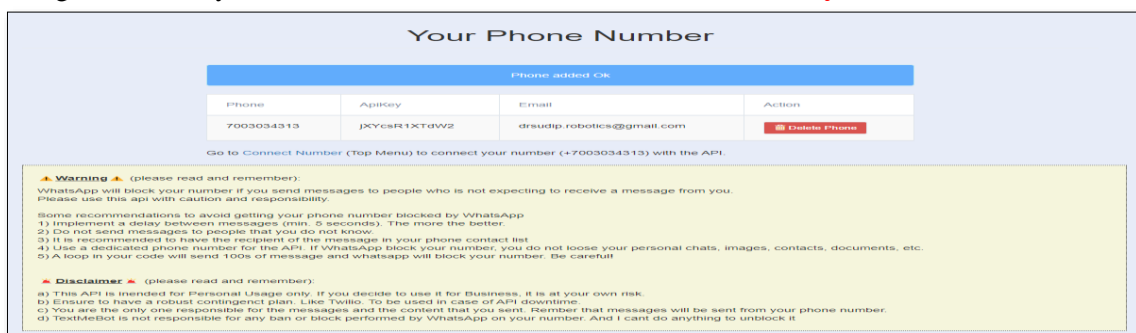 Your Phone Number
Phone added Ok
Phone ApiKey Email Action
7003034313 jXYcsR1XTdW2 drsudip.robotics@gmail.com Delete Phone
Go to Connect Number (Top Menu) to connect your number (+7003034313) with the API.
Warning (please read and remember):
WhatsApp will block your number if you send messages to people who is not expecting to receive a message from you.
Please use this api with caution and responsibility.
Some recommendations to avoid getting your phone number blocked by WhatsApp
1) Implement a delay between messages (min. 5 seconds). The more the better.
2) Do not send messages to people that you do not know.
3) It is recommended to have the recipient of the message in your phone contact list
4) Use a dedicated phone number for the API. If WhatsApp block your number, you do not loose your personal chats, images, contacts, documents, etc.
5) A loop in your code will send 100s of message and whatsapp will block your number. Be careful!
Disclaimer (please read and remember):
a) This API is inended for Personal Usage only. If you decide to use it for Business, it is at your own risk.
b) Ensure to have a robust contingenct plan. Like Twilio. To be used in case of API downtime.
c) You are the only one responsible for the messages and the content that you sent. Rember that messages will be sent from your phone number.
d) TextMeBot is not responsible for any ban or block performed by WhatsApp on your number. And I cant do anything to unblock it